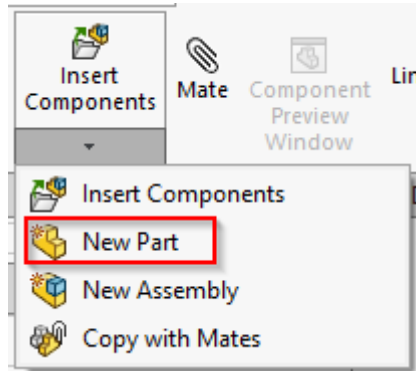 Insert
Components
Mate
Component
Preview
Window
Insert Components
New Part
New Assembly
Copy with Mates